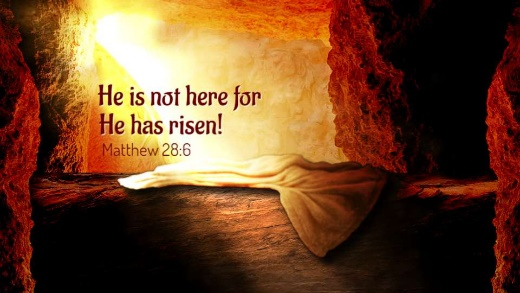 He is not here for
He has risen!
Matthew 28:6